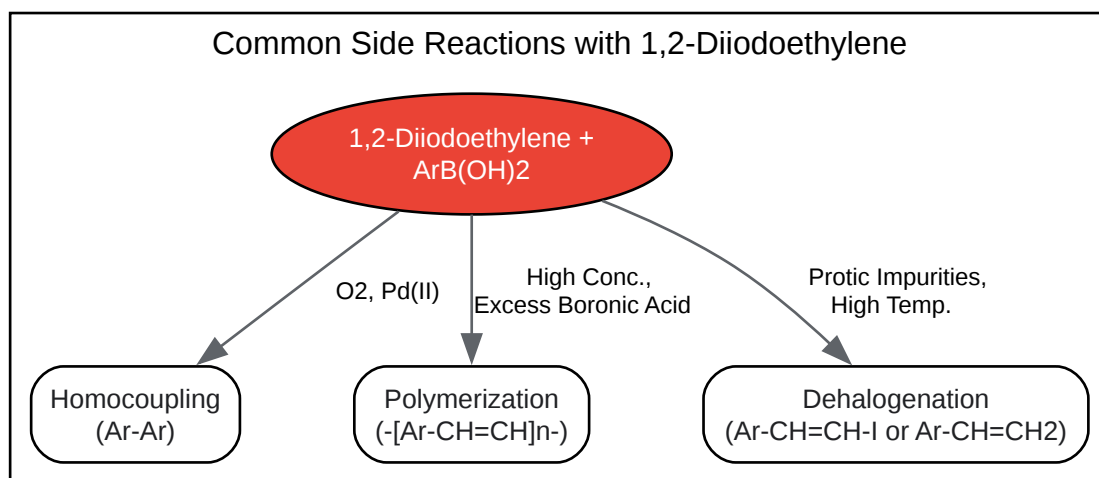 Common Side Reactions with 1,2-Diiodoethylene
1,2-Diiodoethylene +
ArB(OH)2
O2, Pd(II)
High Conc.,
Excess Boronic Acid
Protic Impurities,
High Temp.
Homocoupling
(Ar-Ar)
Polymerization
(-[Ar-CH=CH]n-)
Dehalogenation
(Ar-CH=CH-I or Ar-CH=CH2)